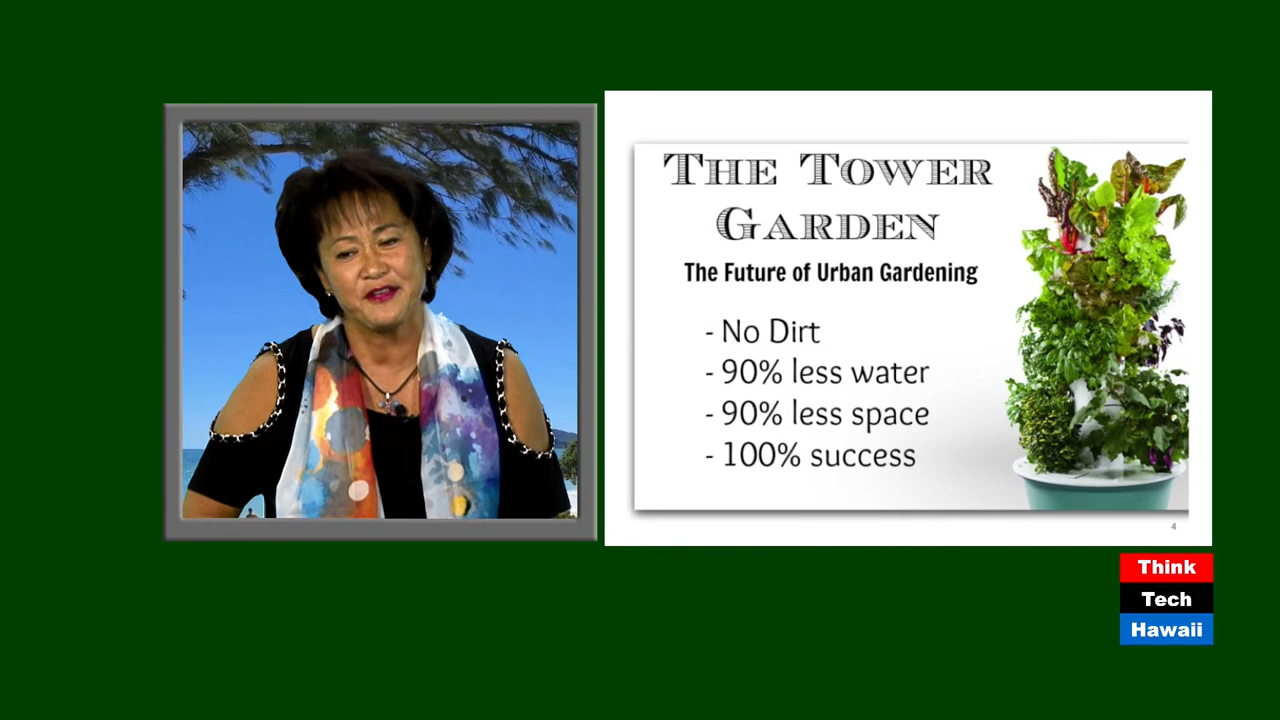 THE TOWER
GARDEN
The Future of Urban Gardening
- No Dirt
- 90% less water
- 90% less space
- 100% success
4
Think
Tech
Hawaii